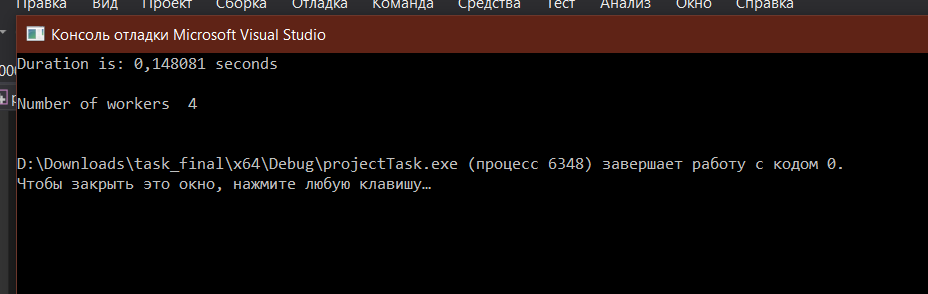 Правка Вид Проект Сборка Отладка Команда Средства Тест Анализ Окно Справка
Консоль отладки Microsoft Visual Studio
Duration is: 0,148081 seconds
Number of workers  4
D:\Downloads\task_final\x64\Debug\projectTask.exe (процесс 6348) завершает работу с кодом 0.
Чтобы закрыть это окно, нажмите любую клавишу…